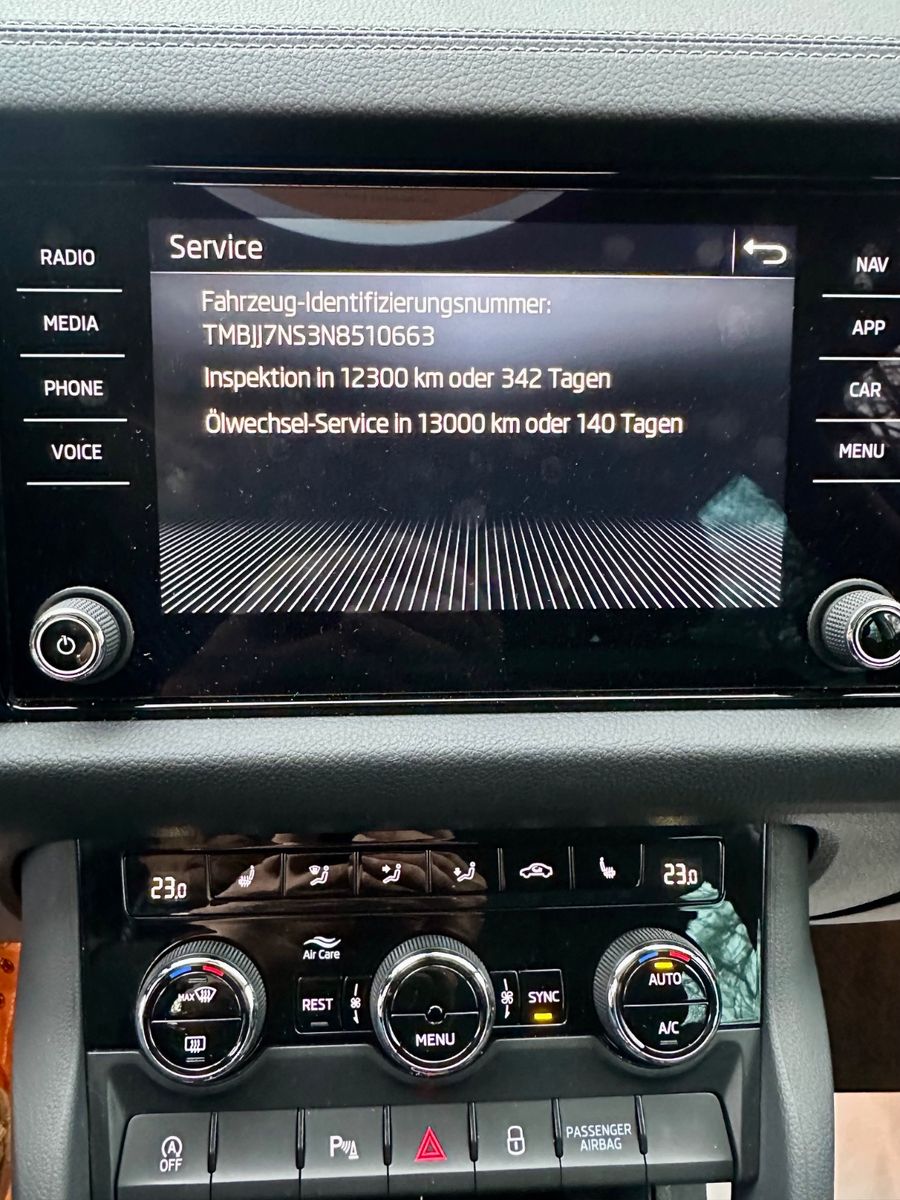 Service
RADIO
MEDIA
PHONE
VOICE
NAV
APP
CAR
MENU
Fahrzeug-Identifizierungsnummer:
TMBJJ7NS3N8510663
Inspektion in 12300 km oder 342 Tagen
Ölwechsel-Service in 13000 km oder 140 Tagen
23.0
23.0
Air Care
MAX
REST
MENU
SYNC
AUTO
A/C
A
OFF
P
PASSENGER
AIRBAG